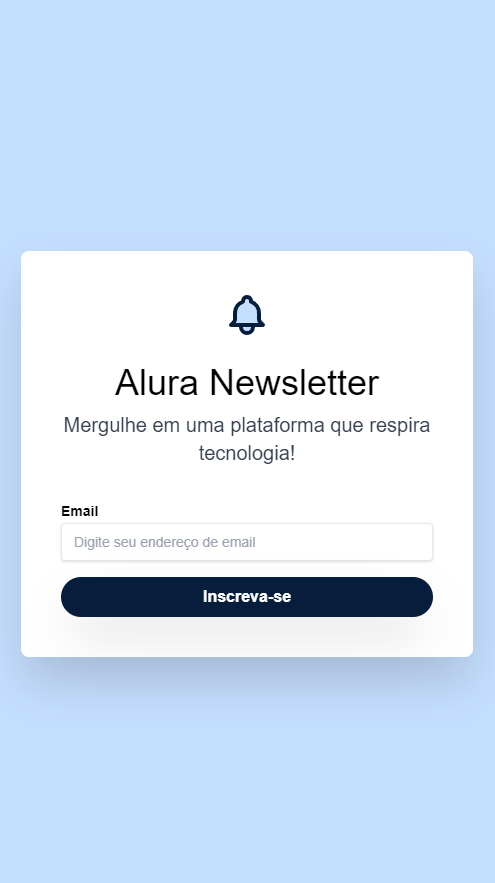 Alura Newsletter
Mergulhe em uma plataforma que respira
tecnologia!
Email
Digite seu endereço de email
Inscreva-se